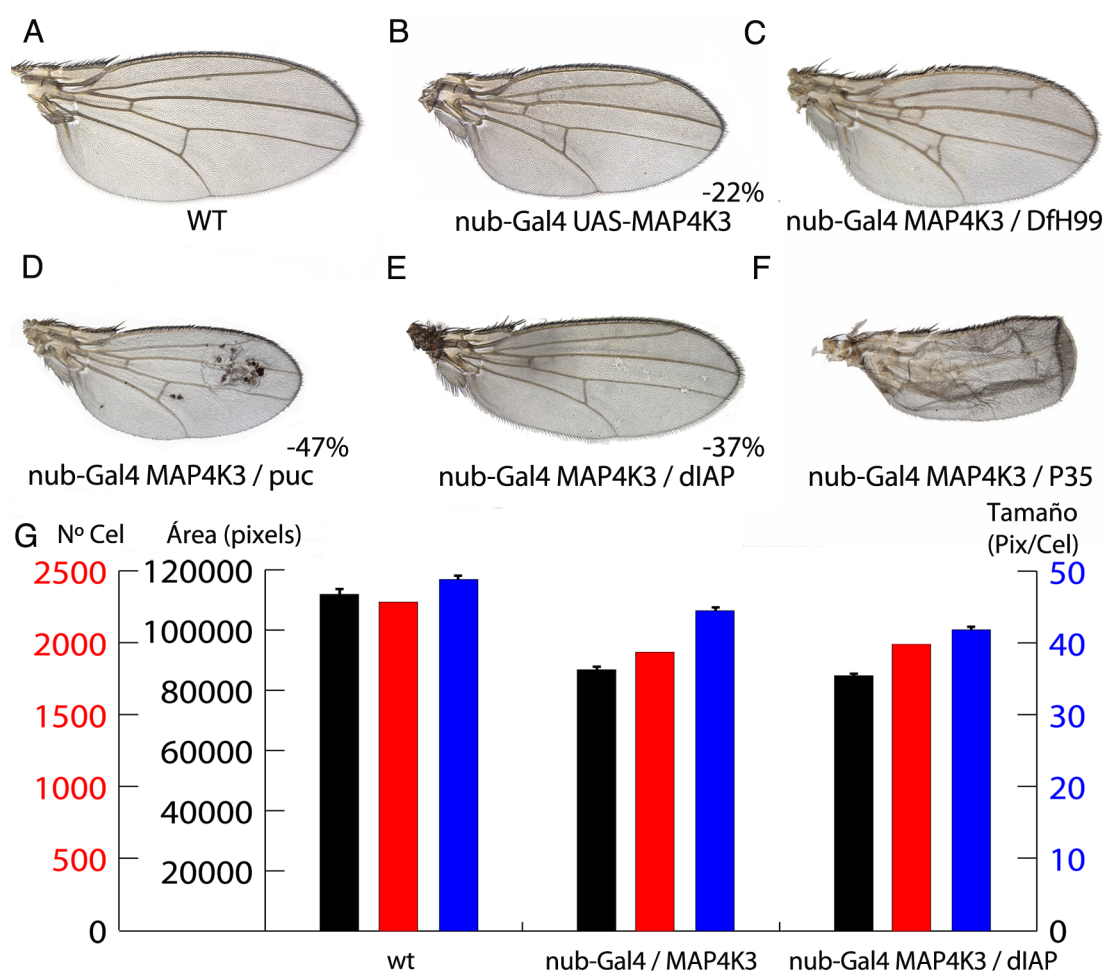 A
B
C
WT
-22%
nub-Gal4 UAS-MAP4K3
nub-Gal4 MAP4K3 / DfH99
D
E
F
-47%
nub-Gal4 MAP4K3 / puc
-37%
nub-Gal4 MAP4K3 / dIAP
nub-Gal4 MAP4K3 / P35
G
Nº Cel
Área (pixels)
Tamaño
(Pix/Cel)
2500
2000
1500
1000
500
0
120000
100000
80000
60000
40000
20000
50
40
30
20
10
0
wt
nub-Gal4 / MAP4K3
nub-Gal4 MAP4K3 / dIAP